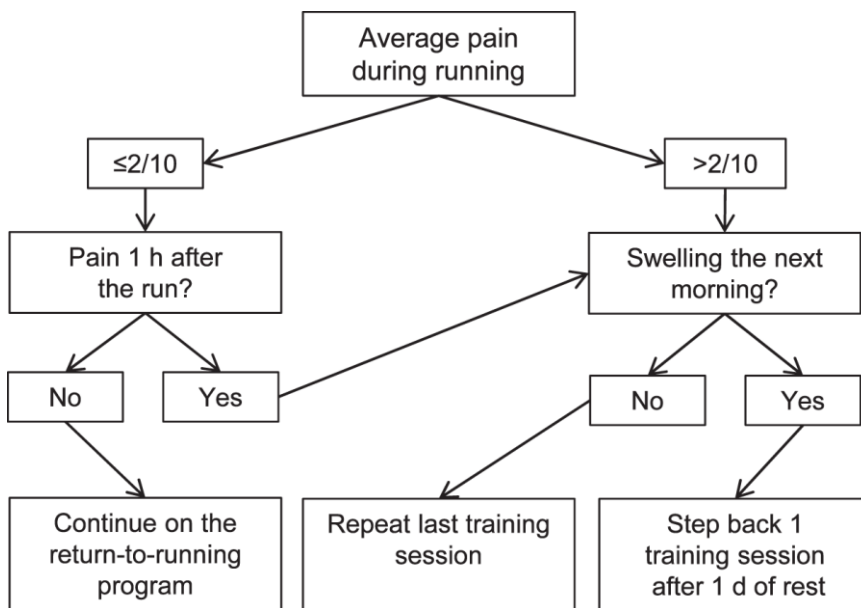 Average pain
during running
≤2/10
>2/10
Pain 1 h after
the run?
Swelling the next
morning?
No
Yes
No
Yes
Continue on the
return-to-running
program
Repeat last training
session
Step back 1
training session
after 1 d of rest